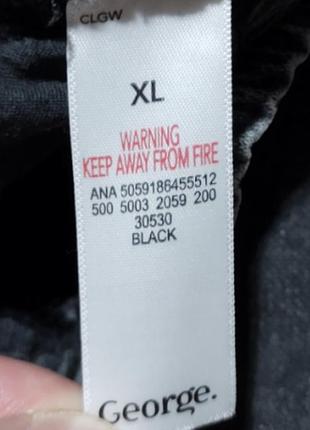 CLGW
XL
WARNING
KEEP AWAY FROM FIRE
ANA 5059186455512
500 5003 2059 200
30530
BLACK
George.